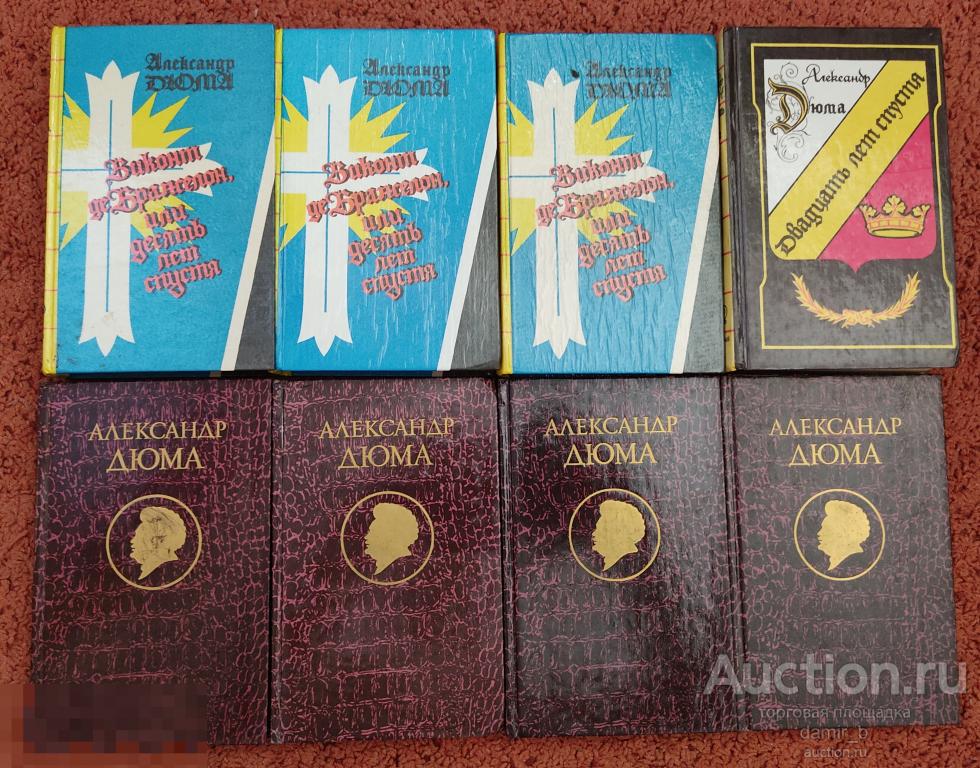 Александр
ДЮМА
Виконт
де Бражелон,
или
десять
лет
спустя
Александр
ДЮМА
Виконт
де Бражелон,
или
десять
лет
спустя
Александр
ДЮМА
Виконт
де Бражелон,
или
десять
лет
спустя
Александр
Дюма
Двадцать лет спустя
АЛЕКСАНДР
ДЮМА
АЛЕКСАНДР
ДЮМА
АЛЕКСАНДР
ДЮМА
АЛЕКСАНДР
ДЮМА
Auction.ru
торговая площадка
damir_b
auction.ru